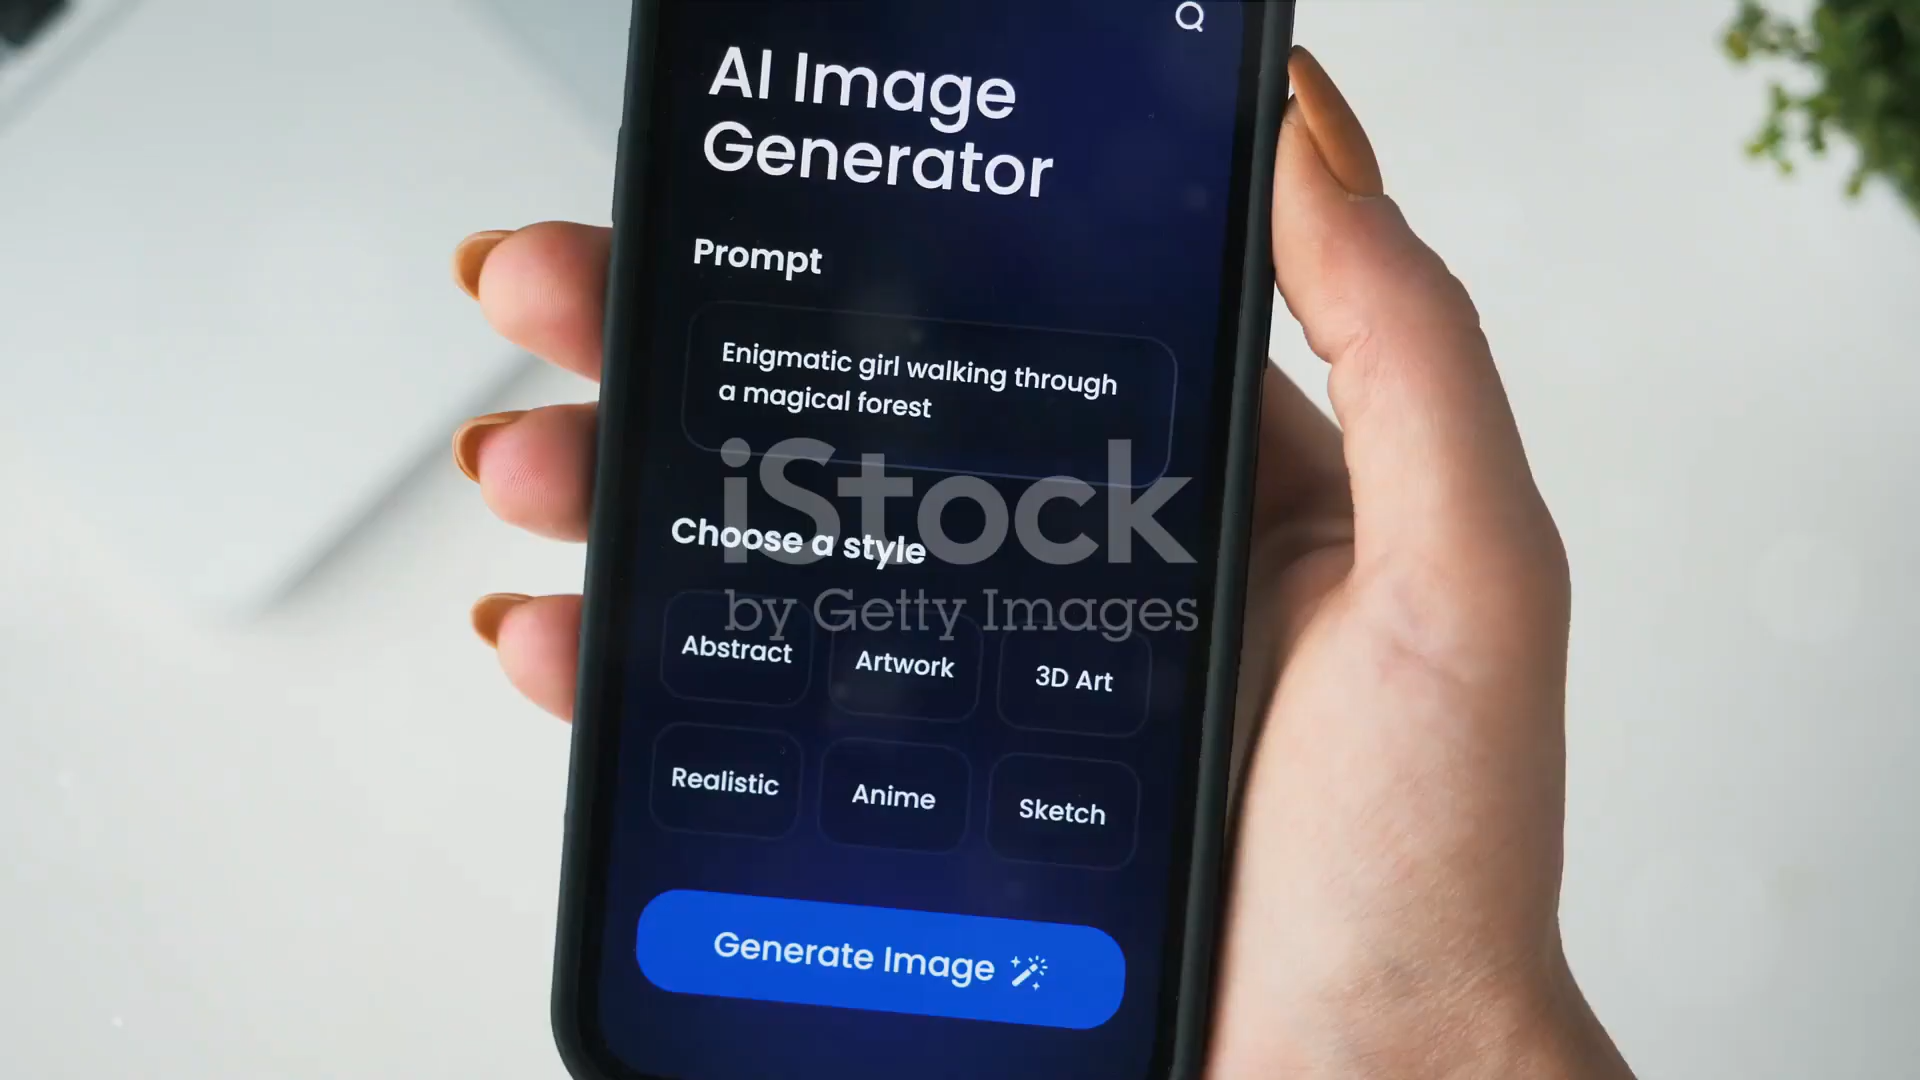 AI Image
Generator
Prompt
Enigmatic girl walking through
a magical forest
iStock
Choose a style
by Getty Images
Abstract
Artwork
3D Art
Realistic
Anime
Sketch
Generate Image